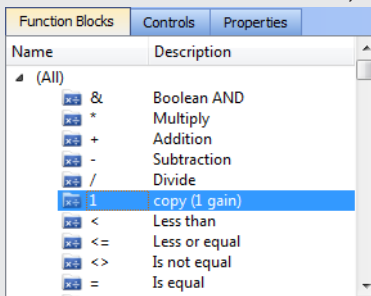 Function Blocks Controls Properties
Name Description
(All)
& Boolean AND
* Multiply
+ Addition
- Subtraction
/ Divide
1 copy (1 gain)
< Less than
<= Less or equal
<> Is not equal
= Is equal